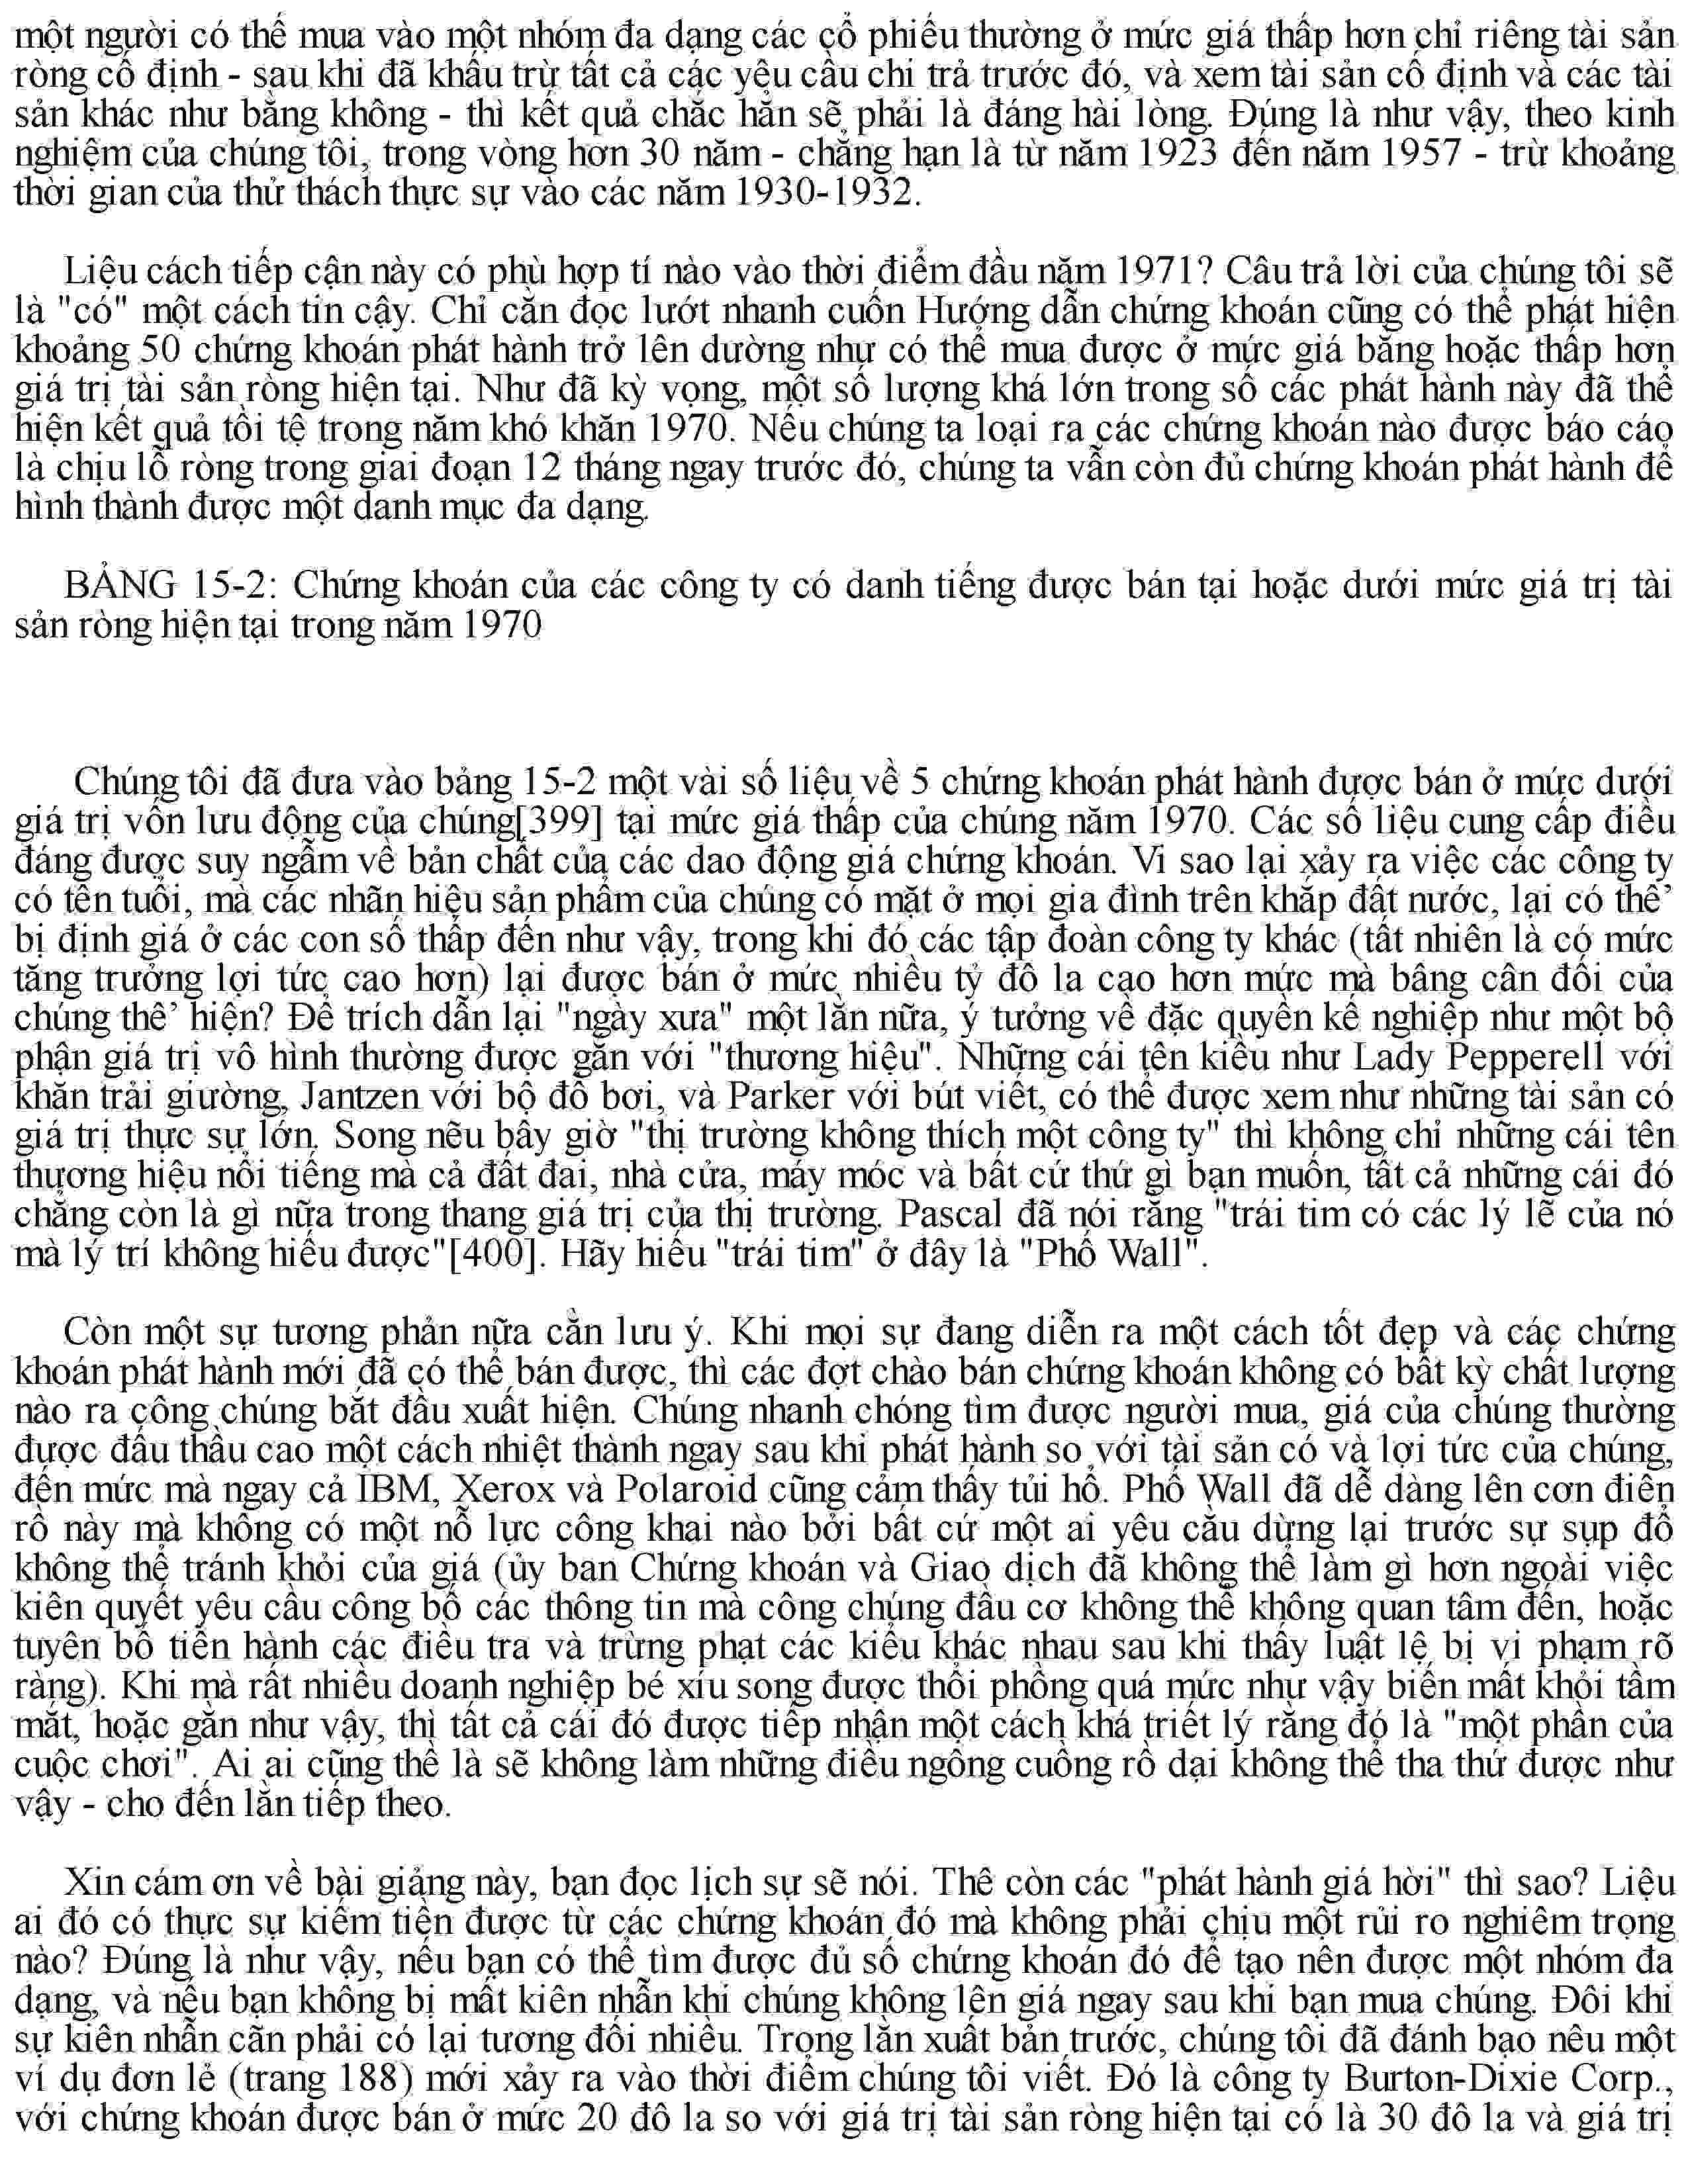 một người có thể mua vào một nhóm đa dạng các cổ phiếu thường ở mức giá thấp hơn chỉ riêng tài sản
ròng cố định - sau khi đã khấu trừ tất cả các yêu cầu chi trả trước đó, và xem tài sản cố định và các tài
sản khác như bằng không - thì kết quả chắc hẳn sẽ phải là đáng hài lòng. Đúng là như vậy, theo kinh
nghiệm của chúng tôi, trong vòng hơn 30 năm - chẳng hạn là từ năm 1923 đến năm 1957 - trừ khoảng
thời gian của thử thách thực sự vào các năm 1930-1932.
Liệu cách tiếp cận này có phù hợp tí nào vào thời điểm đầu năm 1971? Câu trả lời của chúng tôi sẽ
là "có" một cách tin cậy. Chỉ cần đọc lướt nhanh cuốn Hướng dẫn chứng khoán cũng có thể phát hiện
khoảng 50 chứng khoán phát hành trở lên dường như có thể mua được ở mức giá bằng hoặc thấp hơn
giá trị tài sản ròng hiện tại. Như đã kỳ vọng, một số lượng khá lớn trong số các phát hành này đã thể
hiện kết quả tồi tệ trong năm khó khăn 1970. Nếu chúng ta loại ra các chứng khoán nào được báo cáo
là chịu lỗ ròng trong giai đoạn 12 tháng ngay trước đó, chúng ta vẫn còn đủ chứng khoán phát hành để
hình thành được một danh mục đa dạng.
BẢNG 15-2: Chứng khoán của các công ty có danh tiếng được bán tại hoặc dưới mức giá trị tài
sản ròng hiện tại trong năm 1970
Chúng tôi đã đưa vào bảng 15-2 một vài số liệu về 5 chứng khoán phát hành được bán ở mức dưới
giá trị vốn lưu động của chúng[399] tại mức giá thấp của chúng năm 1970. Các số liệu cung cấp điều
đáng được suy ngẫm về bản chất của các dao động giá chứng khoán. Vì sao lại xảy ra việc các công ty
có tên tuổi, mà các nhãn hiệu sản phẩm của chúng có mặt ở mọi gia đình trên khắp đất nước, lại có thê’
bị định giá ở các con số thấp đến như vậy, trong khi đó các tập đoàn công ty khác (tất nhiên là có mức
tăng trưởng lợi tức cao hơn) lại được bán ở mức nhiều tỷ đô la cao hơn mức mà bâng cân đối của
chúng thê’ hiện? Để trích dẫn lại "ngày xưa" một lần nữa, ý tưởng về đặc quyền kế nghiệp như một bộ
phận giá trị vô hình thường được gắn với "thương hiệu". Những cái tên kiểu như Lady Pepperell với
khăn trải giường, Jantzen với bộ đồ bơi, và Parker với bút viết, có thể được xem như những tài sản có
giá trị thực sự lớn. Song nếu bây giờ "thị trường không thích một công ty" thì không chỉ những cái tên
thương hiệu nổi tiếng mà cả đất đai, nhà cửa, máy móc và bất cứ thứ gì bạn muốn, tất cả những cái đó
chẳng còn là gì nữa trong thang giá trị của thị trường. Pascal đã nói rằng "trái tim có các lý lẽ của nó
mà lý trí không hiểu được"[400]. Hãy hiểu "trái tim" ở đây là "Phố Wall".
Còn một sự tương phản nữa cần lưu ý. Khi mọi sự đang diễn ra một cách tốt đẹp và các chứng
khoán phát hành mới đã có thể bán được, thì các đợt chào bán chứng khoán không có bất kỳ chất lượng
nào ra công chúng bắt đầu xuất hiện. Chúng nhanh chóng tìm được người mua, giá của chúng thường
được đấu thầu cao một cách nhiệt thành ngay sau khi phát hành so với tài sản có và lợi tức của chúng,
đến mức mà ngay cả IBM, Xerox và Polaroid cũng cảm thấy tủi hổ. Phố Wall đã dễ dàng lên cơn điên
rồ này mà không có một nỗ lực công khai nào bởi bất cứ một ai yêu cầu dừng lại trước sự sụp đổ
không thể tránh khỏi của giá (ủy ban Chứng khoán và Giao dịch đã không thể làm gì hơn ngoài việc
kiên quyết yêu cầu công bố các thông tin mà công chúng đầu cơ không thể không quan tâm đến, hoặc
tuyên bố tiến hành các điều tra và trừng phạt các kiểu khác nhau sau khi thấy luật lệ bị vi phạm rõ
ràng). Khi mà rất nhiều doanh nghiệp bé xíu song được thổi phồng quá mức như vậy biến mất khỏi tầm
mắt, hoặc gần như vậy, thì tất cả cái đó được tiếp nhận một cách khá triết lý rằng đó là "một phần của
cuộc chơi". Ai ai cũng thề là sẽ không làm những điều ngông cuồng rồ dại không thể tha thứ được như
vậy - cho đến lần tiếp theo.
Xin cám ơn về bài giảng này, bạn đọc lịch sự sẽ nói. Thế còn các "phát hành giá hời" thì sao? Liệu
ai đó có thực sự kiếm tiền được từ các chứng khoán đó mà không phải chịu một rủi ro nghiêm trọng
nào? Đúng là như vậy, nếu bạn có thể tìm được đủ số chứng khoán đó để tạo nên được một nhóm đa
dạng, và nếu bạn không bị mất kiên nhẫn khi chúng không lên giá ngay sau khi bạn mua chúng. Đôi khi
sự kiên nhẫn cần phải có lại tương đối nhiều. Trong lần xuất bản trước, chúng tôi đã đánh bạo nêu một
ví dụ đơn lẻ (trang 188) mới xảy ra vào thời điểm chúng tôi viết. Đó là công ty Burton-Dixie Corp.,
với chứng khoán được bán ở mức 20 đô la so với giá trị tài sản ròng hiện tại có là 30 đô la và giá trị